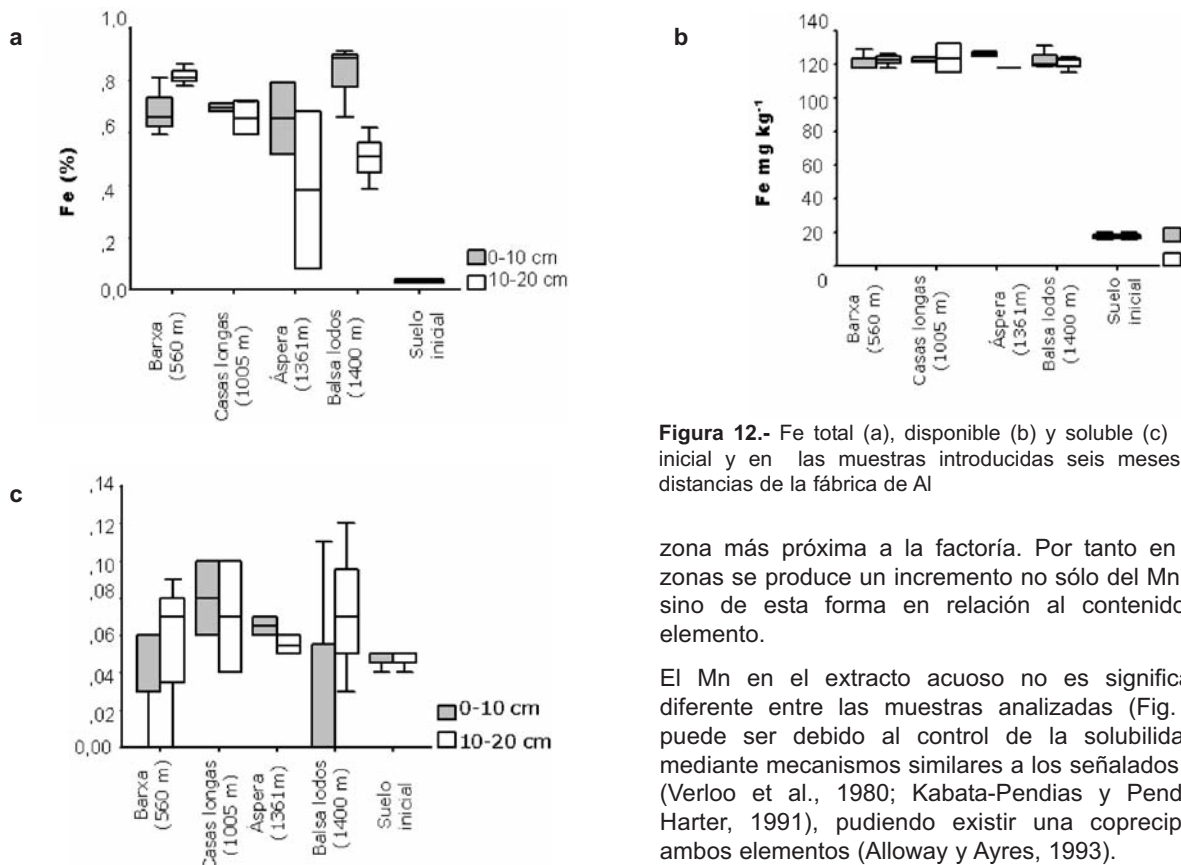 a
1,0
,8
,6
,4
,2
0,0
Fe (%)
0-10 cm
10-20 cm
Barxa (560 m)
Casas longas (1005 m)
Áspera (1361m)
Balsa lodos (1400 m)
Suelo inicial
b
140
120
100
80
60
40
20
0
Fe mg kg⁻¹
Barxa (560 m)
Casas longas (1005 m)
Áspera (1361m)
Balsa lodos (1400 m)
Suelo inicial
Figura 12.- Fe total (a), disponible (b) y soluble (c)
inicial y en las muestras introducidas seis meses
distancias de la fábrica de Al
c
,14
,12
,10
,08
,06
,04
,02
0,00
0-10 cm
10-20 cm
Barxa (560 m)
Casas longas (1005 m)
Áspera (1361m)
Balsa lodos (1400 m)
Suelo inicial
zona más próxima a la factoría. Por tanto en
zonas se produce un incremento no sólo del Mn
sino de esta forma en relación al contenido
elemento.
El Mn en el extracto acuoso no es significa
diferente entre las muestras analizadas (Fig.
puede ser debido al control de la solubilida
mediante mecanismos similares a los señalados
(Verloo et al., 1980; Kabata-Pendias y Pend
Harter, 1991), pudiendo existir una coprecip
ambos elementos (Alloway y Ayres, 1993).